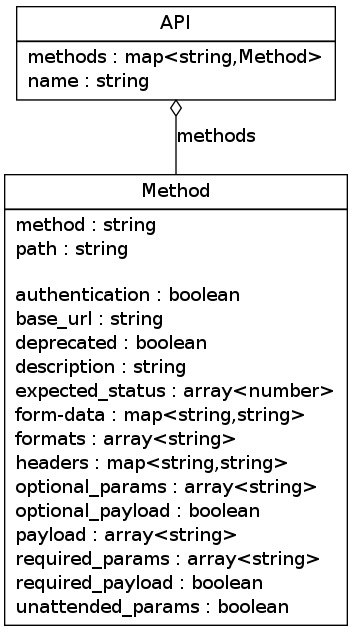 API
methods : map<string,Method>
name : string
methods
Method
method : string
path : string
authentication : boolean
base_url : string
deprecated : boolean
description : string
expected_status : array<number>
form-data : map<string,string>
formats : array<string>
headers : map<string,string>
optional_params : array<string>
optional_payload : boolean
payload : array<string>
required_params : array<string>
required_payload : boolean
unattended_params : boolean